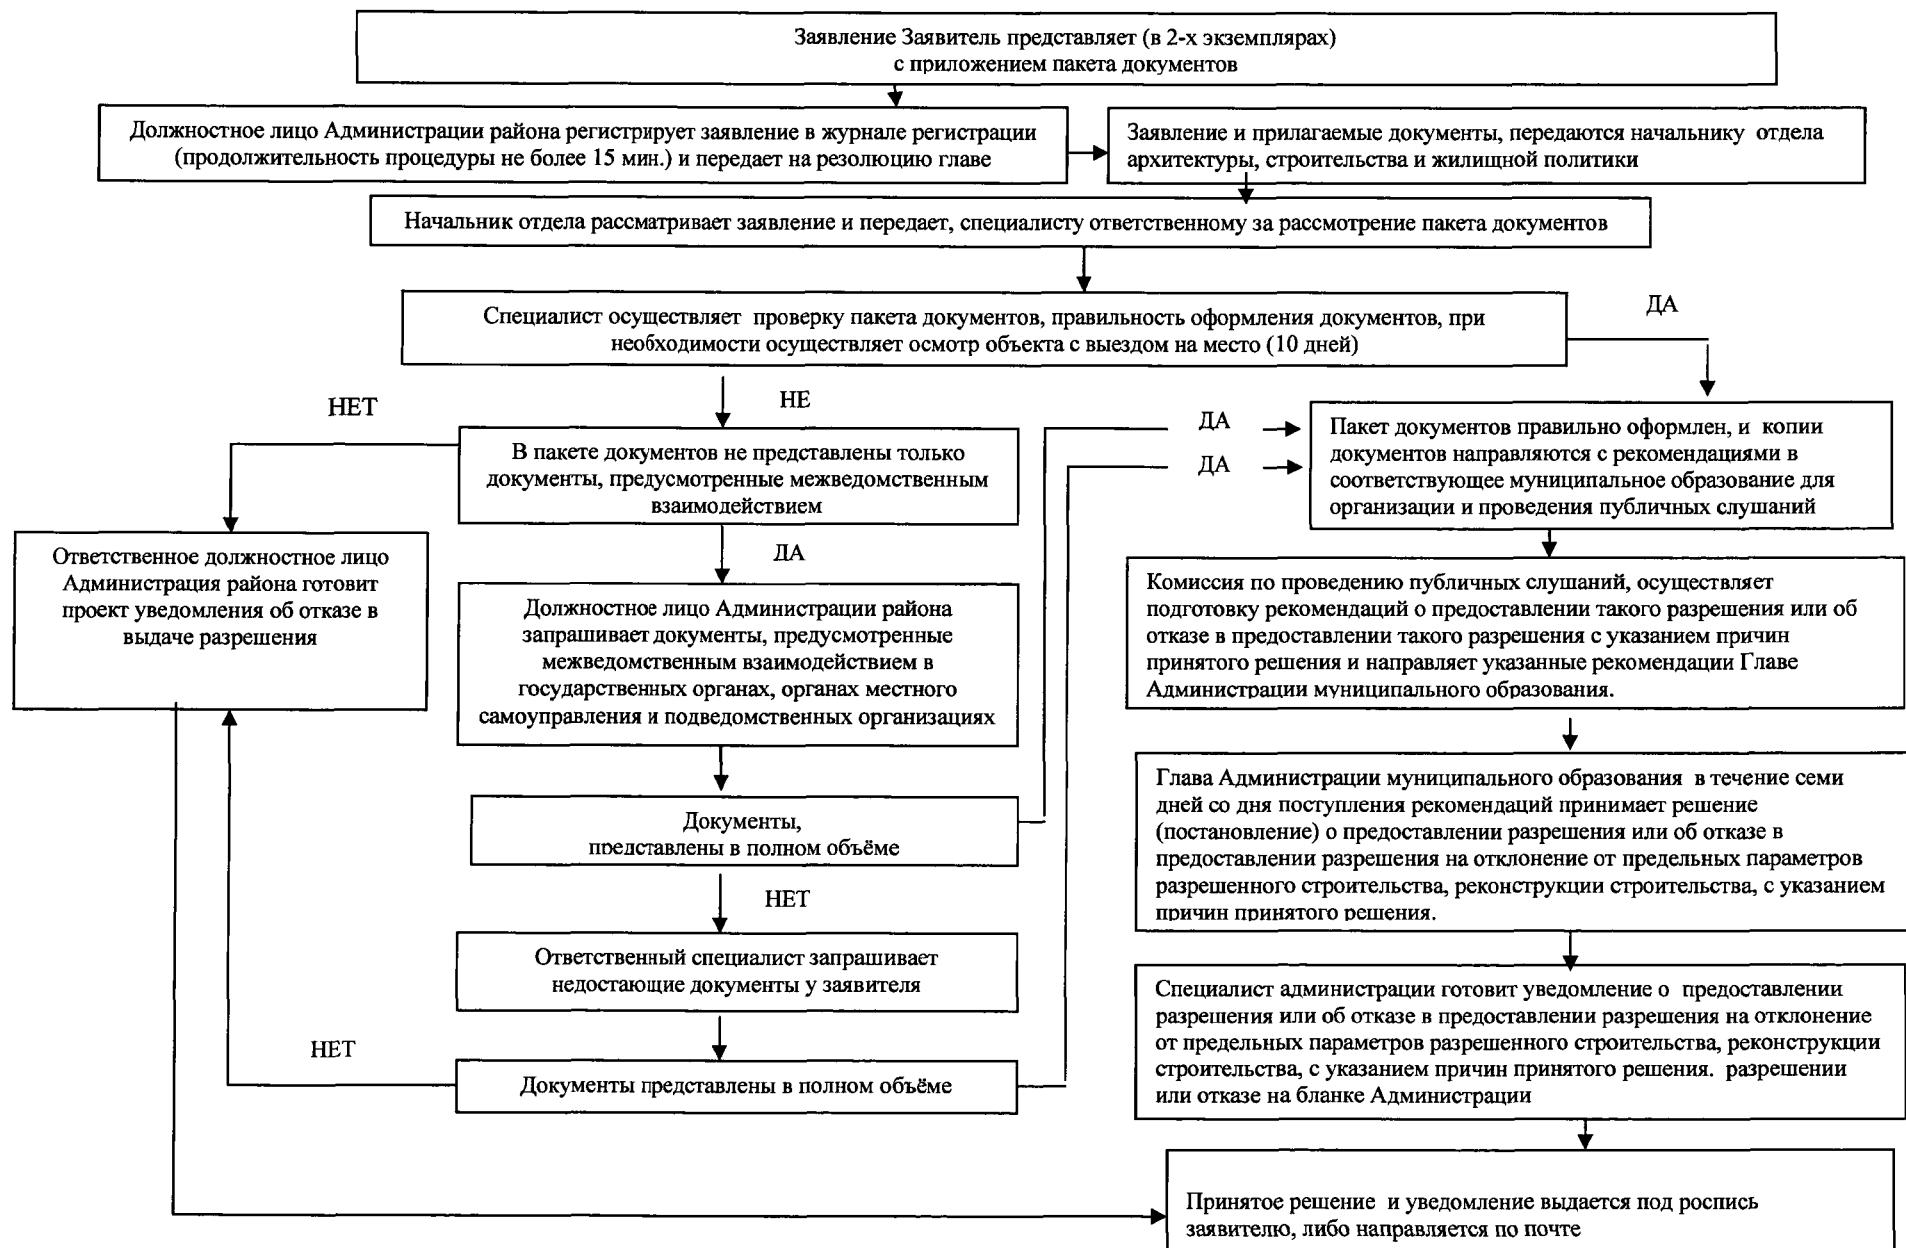 Заявление Заявитель представляет (в 2-х экземплярах)
с приложением пакета документов
Должностное лицо Администрации района регистрирует заявление в журнале регистрации
(продолжительность процедуры не более 15 мин.) и передает на резолюцию главе
Заявление и прилагаемые документы, передаются начальнику отдела
архитектуры, строительства и жилищной политики
Начальник отдела рассматривает заявление и передает, специалисту ответственному за рассмотрение пакета документов
Специалист осуществляет проверку пакета документов, правильность оформления документов, при
необходимости осуществляет осмотр объекта с выездом на место (10 дней)
ДА
НЕТ
НЕ
В пакете документов не представлены только
документы, предусмотренные межведомственным
взаимодействием
ДА
ДА
Пакет документов правильно оформлен, и копии
документов направляются с рекомендациями в
соответствующее муниципальное образование для
организации и проведения публичных слушаний
Ответственное должностное лицо
Администрация района готовит
проект уведомления об отказе в
выдаче разрешения
ДА
Должностное лицо Администрации района
запрашивает документы, предусмотренные
межведомственным взаимодействием в
государственных органах, органах местного
самоуправления и подведомственных организациях
Комиссия по проведению публичных слушаний, осуществляет
подготовку рекомендаций о предоставлении такого разрешения или об
отказе в предоставлении такого разрешения с указанием причин
принятого решения и направляет указанные рекомендации Главе
Администрации муниципального образования.
Документы,
представлены в полном объёме
Глава Администрации муниципального образования в течение семи
дней со дня поступления рекомендаций принимает решение
(постановление) о предоставлении разрешения или об отказе в
предоставлении разрешения на отклонение от предельных параметров
разрешенного строительства, реконструкции строительства, с указанием
причин принятого решения.
НЕТ
Ответственный специалист запрашивает
недостающие документы у заявителя
Специалист администрации готовит уведомление о предоставлении
разрешения или об отказе в предоставлении разрешения на отклонение
от предельных параметров разрешенного строительства, реконструкции
строительства, с указанием причин принятого решения. разрешении
или отказе на бланке Администрации
НЕТ
Документы представлены в полном объёме
Принятое решение и уведомление выдается под роспись
заявителю, либо направляется по почте